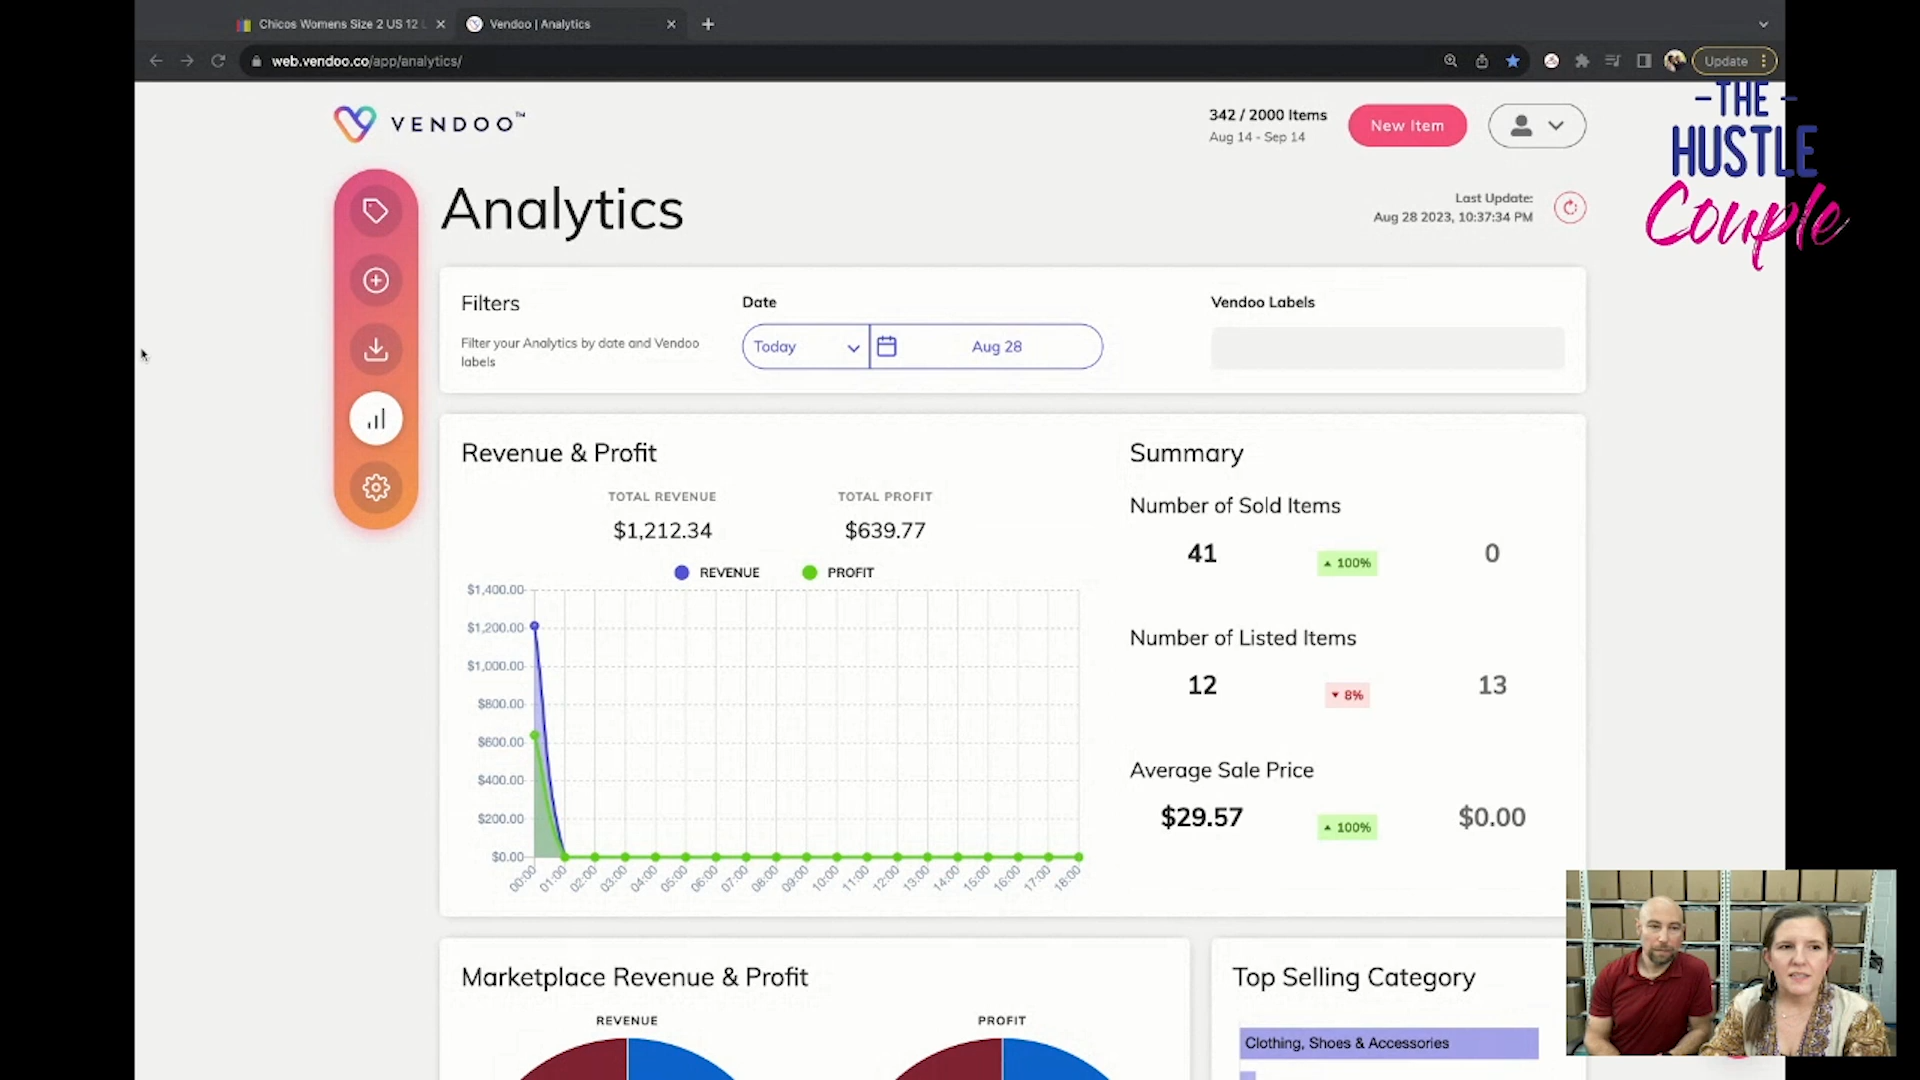 Chicos Womens Size 2 US 12 L
Vendoo | Analytics
web.vendoo.co/app/analytics/
Update
-THE-
HUSTLE
Couple
VENDOO™
342 / 2000 Items
Aug 14 - Sep 14
New Item
Analytics
Last Update:
Aug 28 2023, 10:37:34 PM
Filters
Filter your Analytics by date and Vendoo
labels
Date
Today
Aug 28
Vendoo Labels
Revenue & Profit
TOTAL REVENUE
TOTAL PROFIT
$1,212.34
$639.77
REVENUE
PROFIT
$1,400.00
$1,200.00
$1,000.00
$800.00
$600.00
$400.00
$200.00
$0.00
00:00 01:00 02:00 03:00 04:00 05:00 06:00 07:00 08:00 09:00 10:00 11:00 12:00 13:00 14:00 15:00 16:00 17:00 18:00
Summary
Number of Sold Items
41
100%
0
Number of Listed Items
12
8%
13
Average Sale Price
$29.57
100%
$0.00
Marketplace Revenue & Profit
REVENUE
PROFIT
Top Selling Category
Clothing, Shoes & Accessories